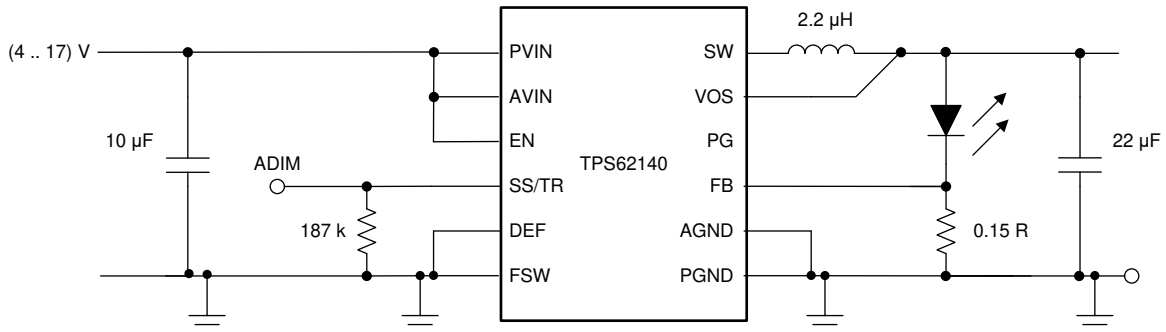 (4 .. 17) V
10 µF
ADIM
187 k
PVIN
AVIN
EN
SS/TR
DEF
FSW
TPS62140
SW
VOS
PG
FB
AGND
PGND
2.2 µH
0.15 R
22 µF